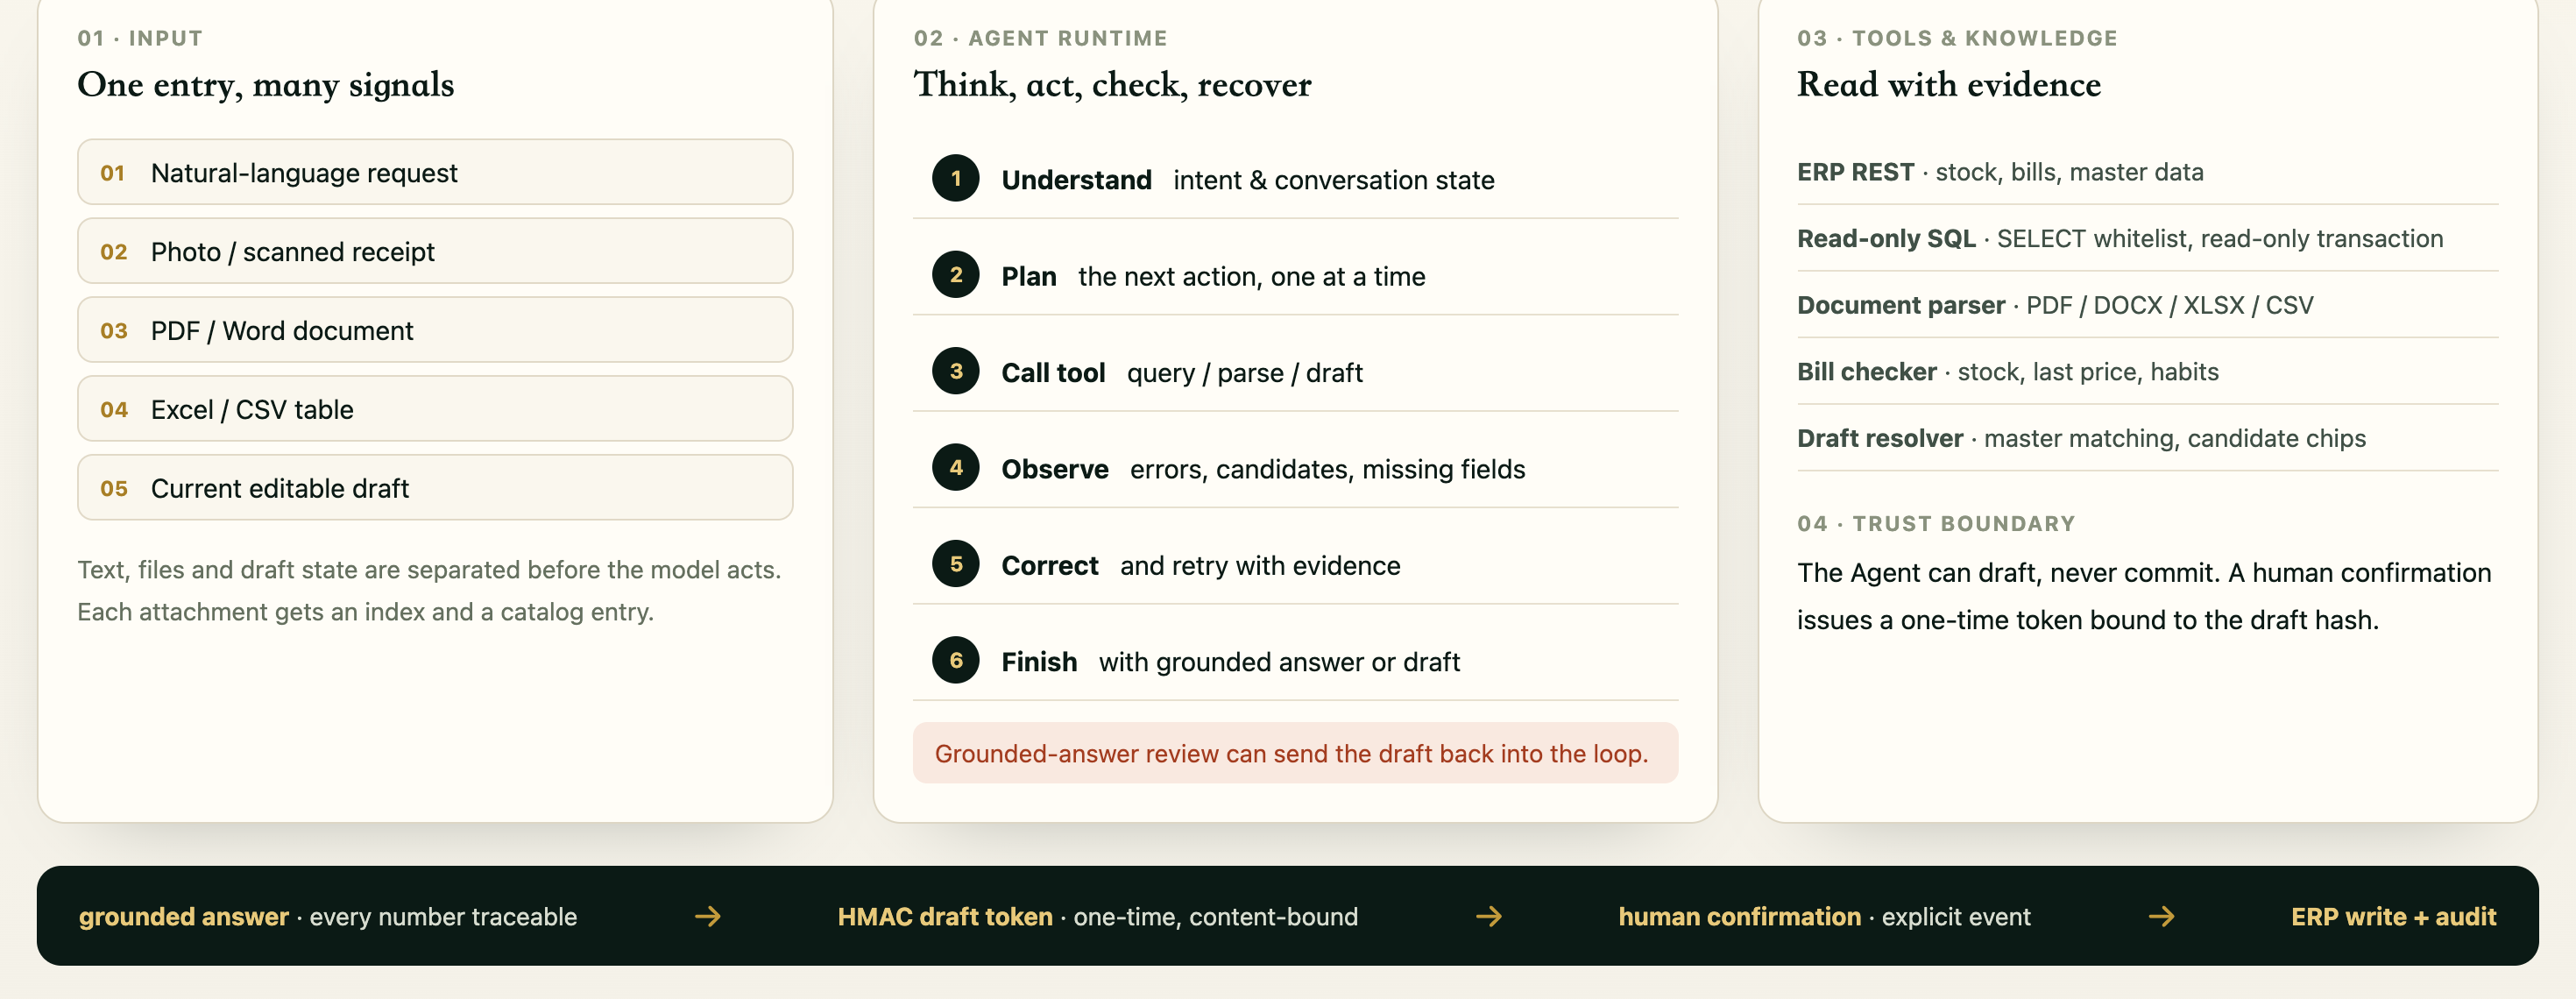 01 · INPUT
One entry, many signals
01 Natural-language request
02 Photo / scanned receipt
03 PDF / Word document
04 Excel / CSV table
05 Current editable draft
Text, files and draft state are separated before the model acts.
Each attachment gets an index and a catalog entry.
02 · AGENT RUNTIME
Think, act, check, recover
1 Understand intent & conversation state
2 Plan the next action, one at a time
3 Call tool query / parse / draft
4 Observe errors, candidates, missing fields
5 Correct and retry with evidence
6 Finish with grounded answer or draft
Grounded-answer review can send the draft back into the loop.
03 · TOOLS & KNOWLEDGE
Read with evidence
ERP REST · stock, bills, master data
Read-only SQL · SELECT whitelist, read-only transaction
Document parser · PDF / DOCX / XLSX / CSV
Bill checker · stock, last price, habits
Draft resolver · master matching, candidate chips
04 · TRUST BOUNDARY
The Agent can draft, never commit. A human confirmation
issues a one-time token bound to the draft hash.
grounded answer · every number traceable → HMAC draft token · one-time, content-bound → human confirmation · explicit event → ERP write + audit